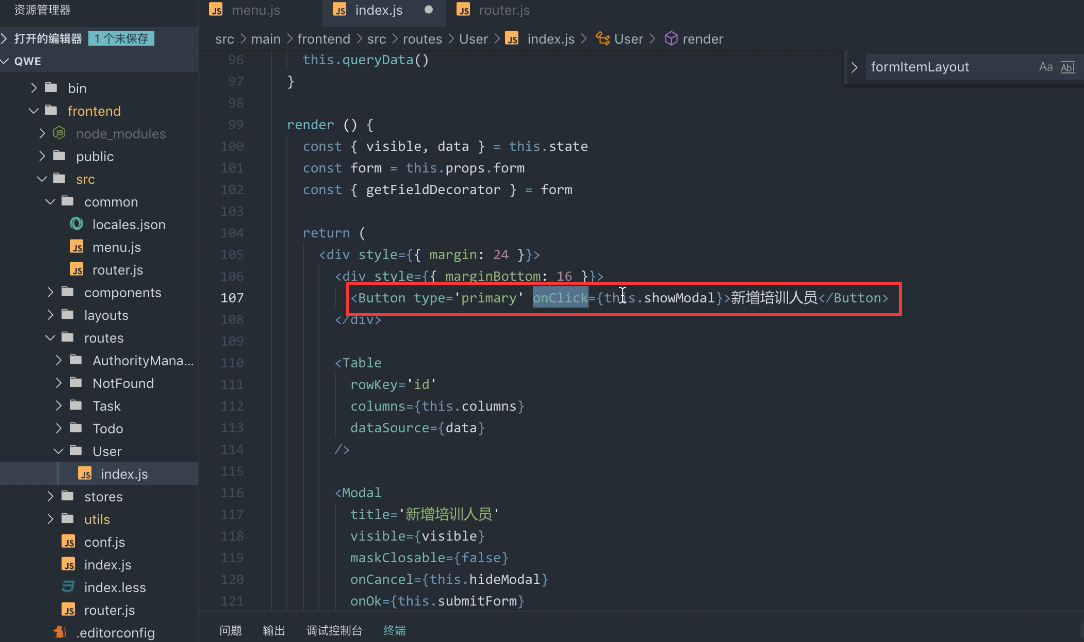 资源管理器
打开的编辑器 1 个未保存
QWE
bin
frontend
node_modules
public
src
common
locales.json
menu.js
router.js
components
layouts
routes
AuthorityMana...
NotFound
Task
Todo
User
index.js
stores
utils
conf.js
index.js
index.less
router.js
.editorconfig
JS menu.js JS index.js JS router.js
src > main > frontend > src > routes > User > JS index.js > User > render
formItemLayout Aa Abl
96 this.queryData()
97 }
98
99 render () {
100 const { visible, data } = this.state
101 const form = this.props.form
102 const { getFieldDecorator } = form
103
104 return (
105 <div style={{ margin: 24 }}>
106 <div style={{ marginBottom: 16 }}>
107 <Button type='primary' onClick={this.showModal}>新增培训人员</Button>
108 </div>
109
110 <Table
111 rowKey='id'
112 columns={this.columns}
113 dataSource={data}
114 />
115
116 <Modal
117 title='新增培训人员'
118 visible={visible}
119 maskClosable={false}
120 onCancel={this.hideModal}
121 onOk={this.submitForm}
问题 输出 调试控制台 终端